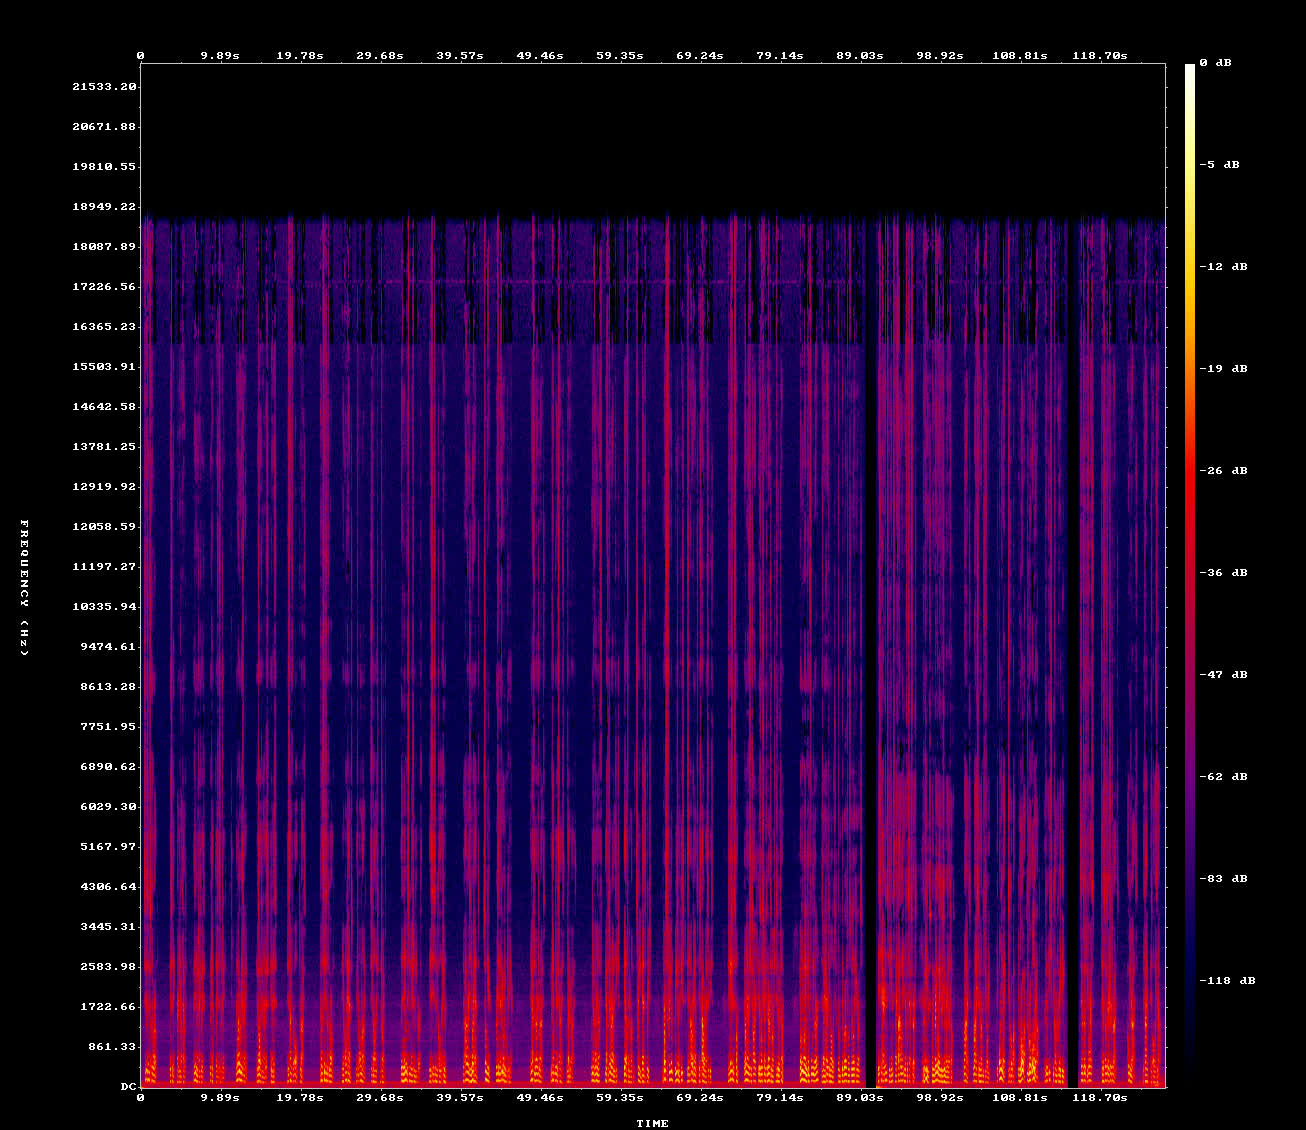 0 9.89s 19.78s 29.68s 39.57s 49.46s 59.35s 69.24s 79.14s 89.03s 98.92s 108.81s 118.70s
0 dB
21533.20
20671.88
19810.55
18949.22
18087.89
17226.56
16365.23
15503.91
14642.58
13781.25
12919.92
12058.59
11197.27
10335.94
9474.61
8613.28
7751.95
6890.62
6029.30
5167.97
4306.64
3445.31
2583.98
1722.66
861.33
DC
FREQUENCY (Hz)
-5 dB
-12 dB
-19 dB
-26 dB
-36 dB
-47 dB
-62 dB
-83 dB
-118 dB
0 9.89s 19.78s 29.68s 39.57s 49.46s 59.35s 69.24s 79.14s 89.03s 98.92s 108.81s 118.70s
TIME